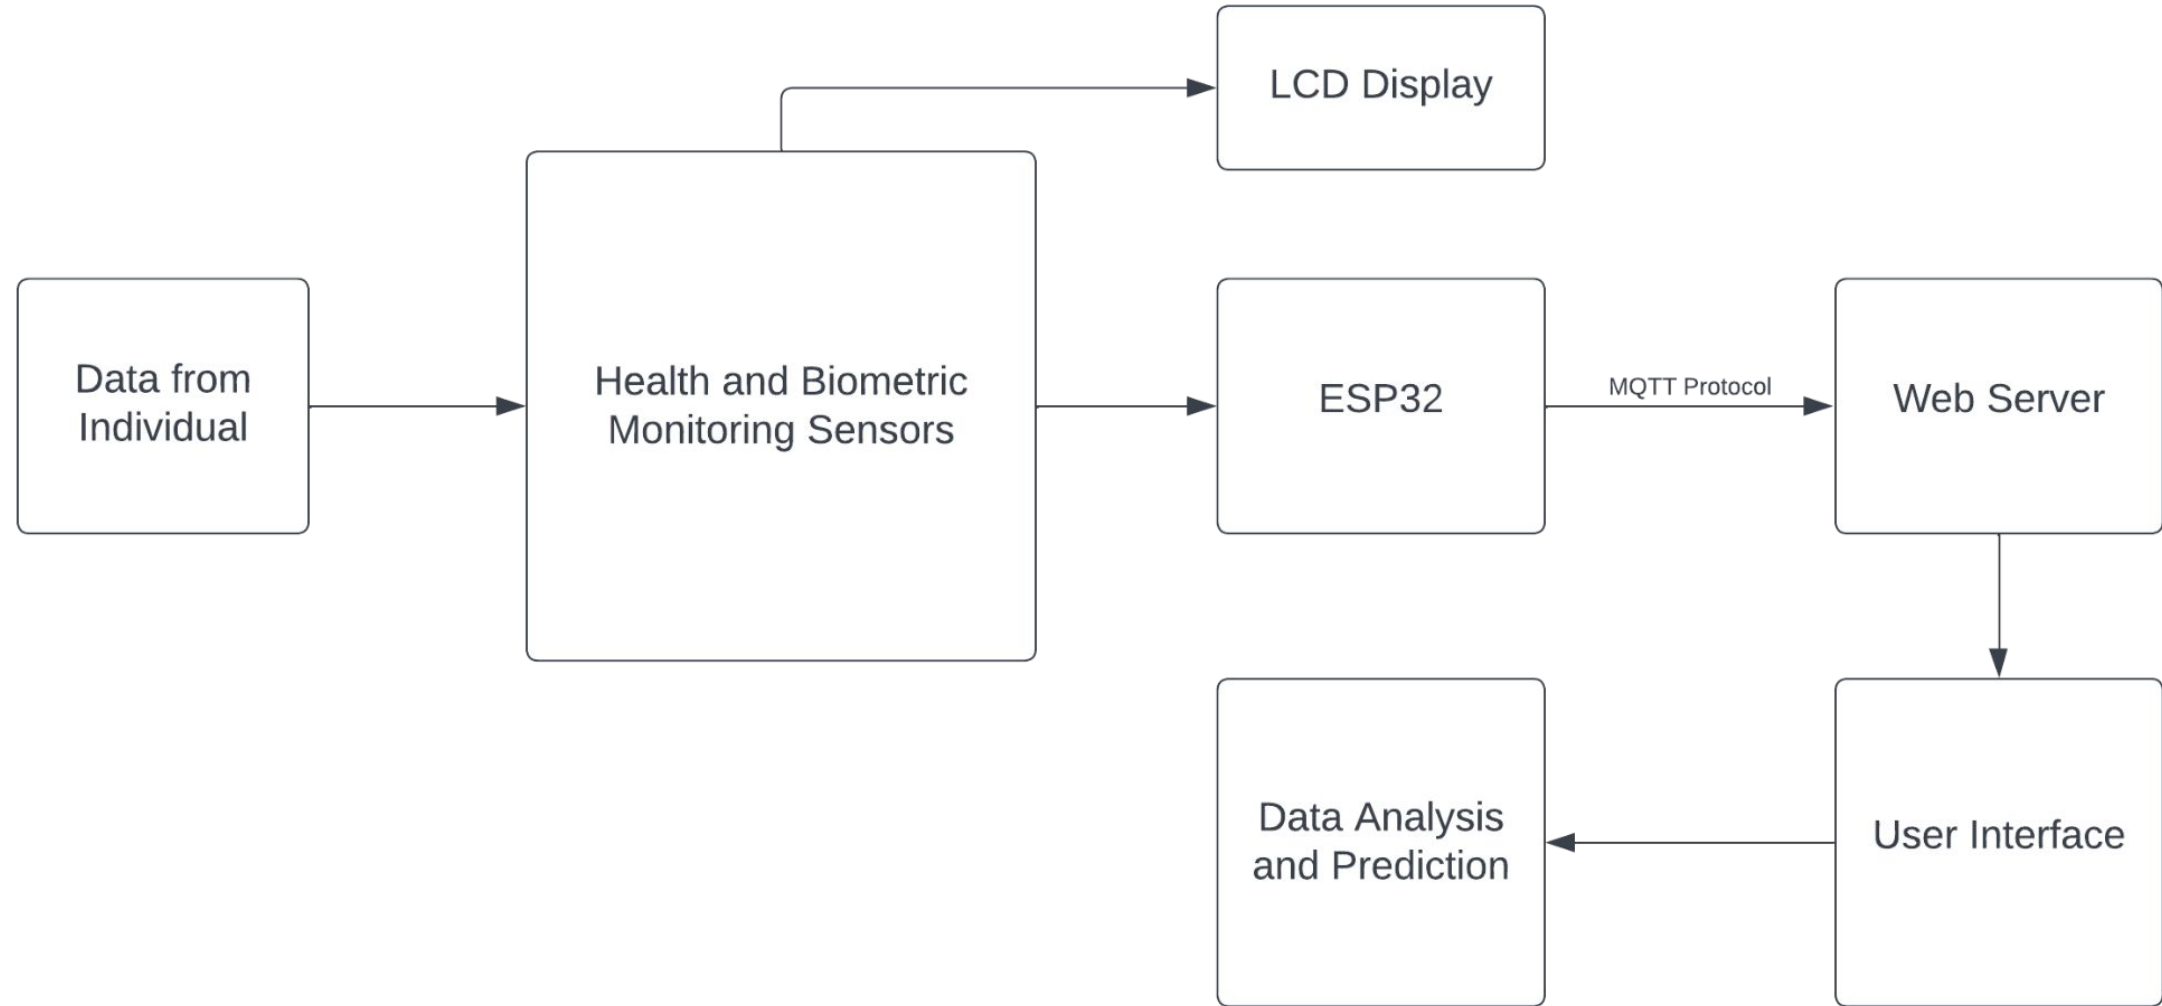 LCD Display
Data from
Individual
Health and Biometric
Monitoring Sensors
ESP32
MQTT Protocol
Web Server
Data Analysis
and Prediction
User Interface